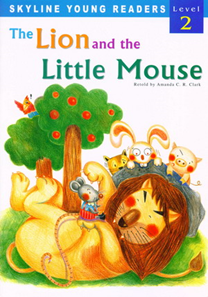 SKYLINE YOUNG READERS Level 2
The Lion and the
Little Mouse
Retold by Amanda C. R. Clark